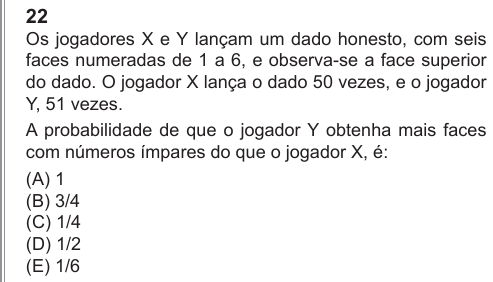 22
Os jogadores X e Y lançam um dado honesto, com seis
faces numeradas de 1 a 6, e observa-se a face superior
do dado. O jogador X lança o dado 50 vezes, e o jogador
Y, 51 vezes.
A probabilidade de que o jogador Y obtenha mais faces
com números ímpares do que o jogador X, é:
(A) 1
(B) 3/4
(C) 1/4
(D) 1/2
(E) 1/6